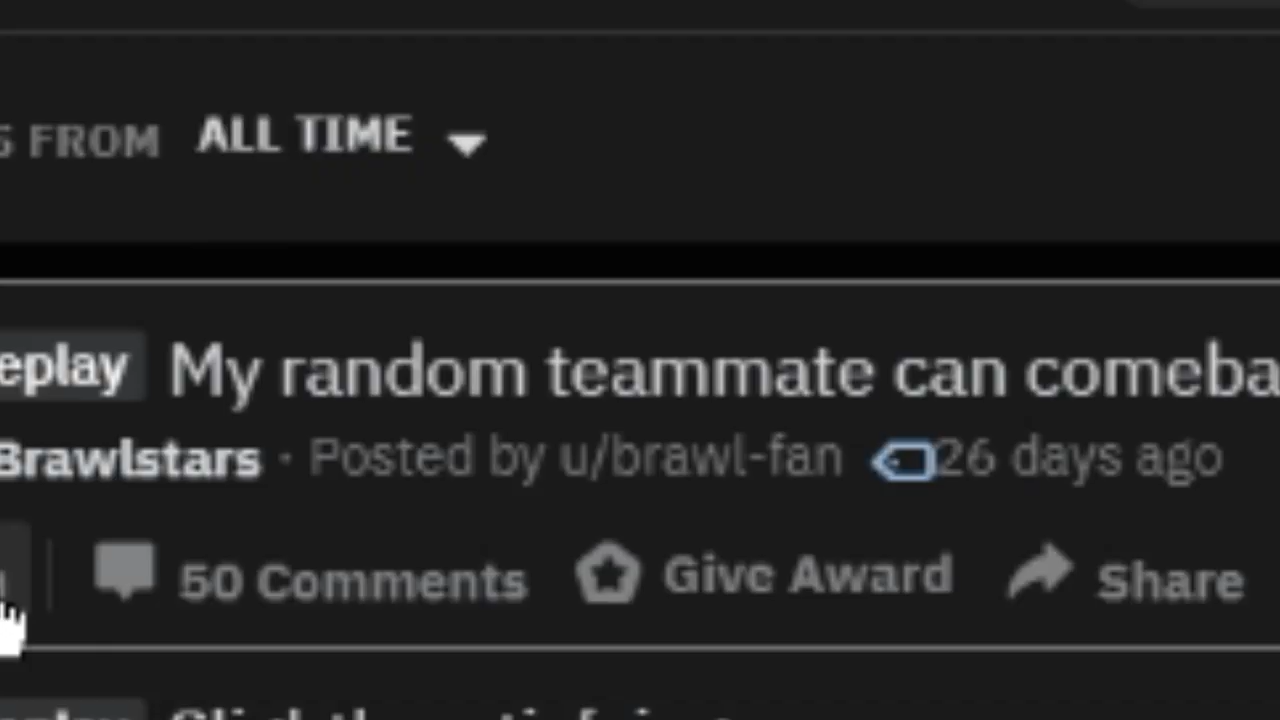 FROM ALL TIME
eplay My random teammate can comeba
Brawlstars · Posted by u/brawl-fan 26 days ago
50 Comments Give Award Share